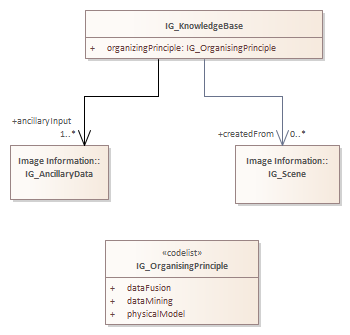 IG_KnowledgeBase
+ organizingPrinciple: IG_OrganisingPrinciple
+ancillaryInput
1..*
+createdFrom
0..*
Image Information::
IG_AncillaryData
Image Information::
IG_Scene
«codelist»
IG_OrganisingPrinciple
+ dataFusion
+ dataMining
+ physicalModel